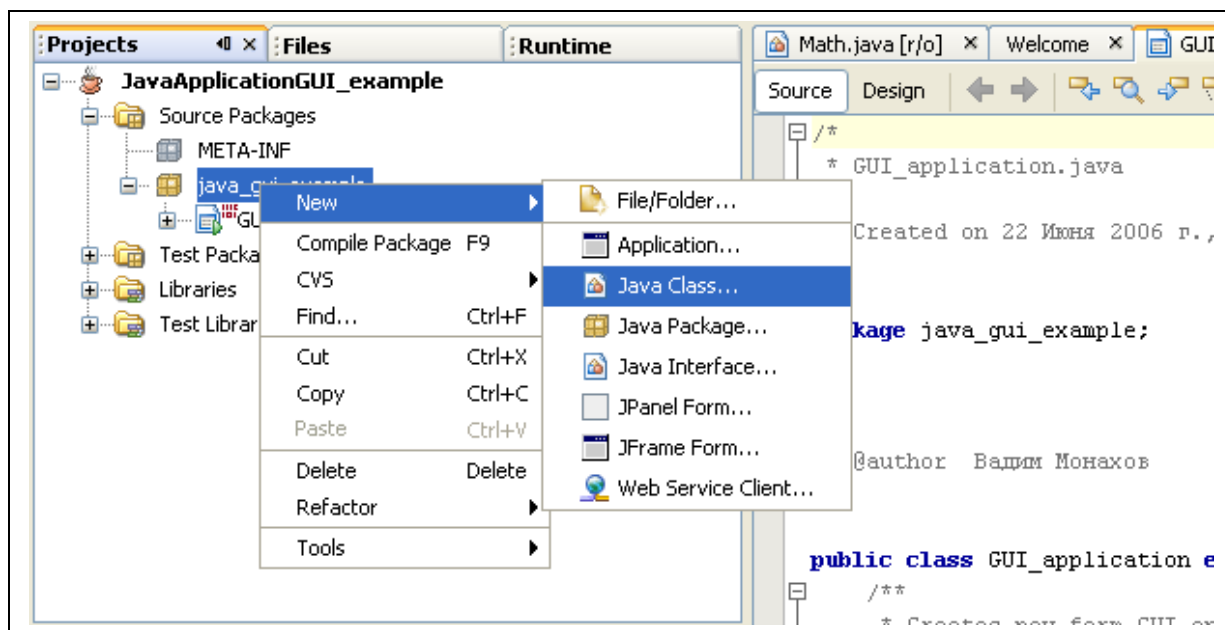 Projects
Files
Runtime
JavaApplicationGUI_example
Source Packages
META-INF
java_gui_example
GU
Test Packa
Libraries
Test Librar
New
Compile Package F9
CVS
Find... Ctrl+F
Cut Ctrl+X
Copy Ctrl+C
Paste Ctrl+V
Delete Delete
Refactor
Tools
File/Folder...
Application...
Java Class...
Java Package...
Java Interface...
JPanel Form...
JFrame Form...
Web Service Client...
Math.java [r/o]
Welcome
GUI
Source
Design
/*
* GUI_application.java
Created on 22 Июня 2006 г.,
kage java_gui_example;
@author Вадим Монахов
public class GUI_application e
/**